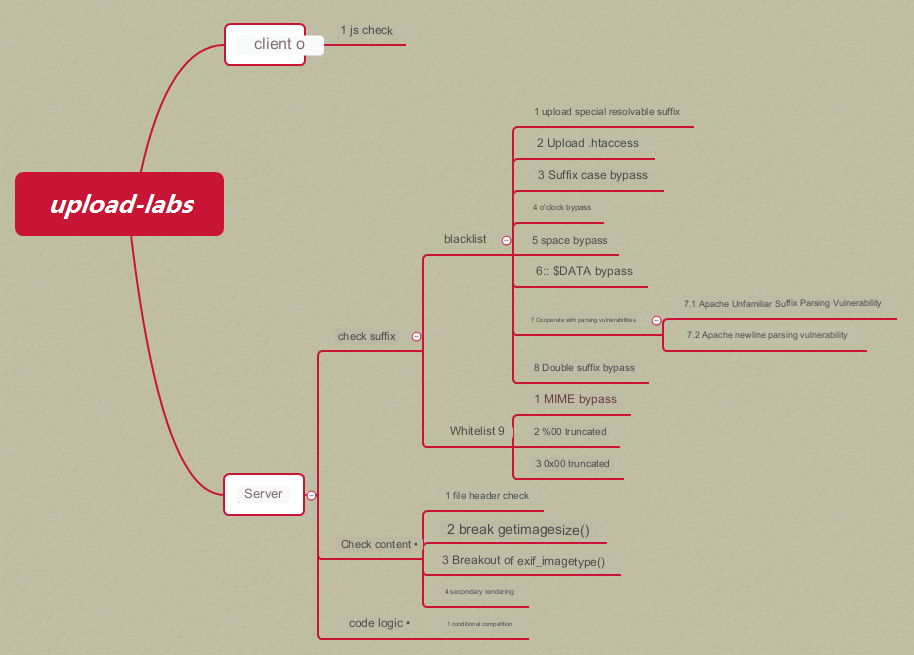 client o
1 js check
upload-labs
1 upload special resolvable suffix
2 Upload .htaccess
3 Suffix case bypass
4 o'clock bypass
blacklist
5 space bypass
6:: $DATA bypass
7 Cooperate with parsing vulnerabilities
7.1 Apache Unfamiliar Suffix Parsing Vulnerability
7.2 Apache newline parsing vulnerability
check suffix
8 Double suffix bypass
Whitelist 9
1 MIME bypass
2 %00 truncated
3 0x00 truncated
Server
Check content •
1 file header check
2 break getimagesize()
3 Breakout of exif_imagetype()
4 secondary rendering
code logic •
1 conditional competition